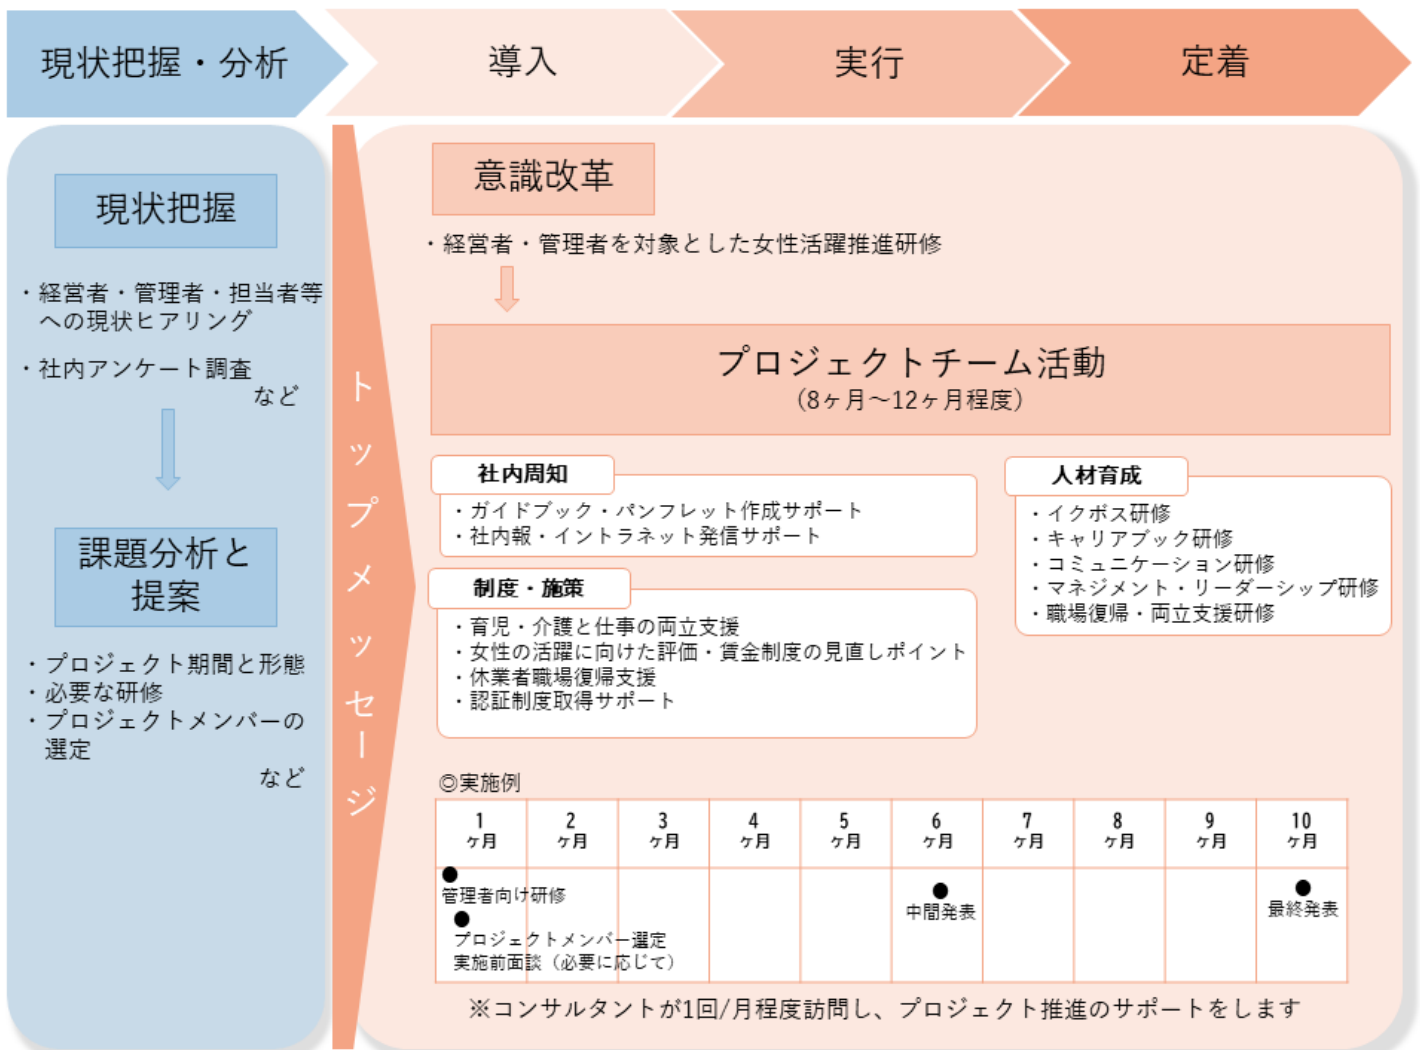 現状把握・分析
導入
実行
定着
現状把握
・経営者・管理者・担当者等
への現状ヒアリング
・社内アンケート調査
など
課題分析と
提案
・プロジェクト期間と形態
・必要な研修
・プロジェクトメンバーの
選定
など
トップメッセージ
意識改革
・経営者・管理者を対象とした女性活躍推進研修
プロジェクトチーム活動
(8ヶ月～12ヶ月程度)
社内周知
・ガイドブック・パンフレット作成サポート
・社内報・イントラネット発信サポート
制度・施策
・育児・介護と仕事の両立支援
・女性の活躍に向けた評価・賃金制度の見直しポイント
・休業者職場復帰支援
・認証制度取得サポート
人材育成
・イクボス研修
・キャリアブック研修
・コミュニケーション研修
・マネジメント・リーダーシップ研修
・職場復帰・両立支援研修
◎実施例
1 2 3 4 5 6 7 8 9 10
ヶ月 ヶ月 ヶ月 ヶ月 ヶ月 ヶ月 ヶ月 ヶ月 ヶ月 ヶ月
●
管理者向け研修
●
プロジェクトメンバー選定
実施前面談（必要に応じて）
●
中間発表
●
最終発表
※コンサルタントが1回/月程度訪問し、プロジェクト推進のサポートをします